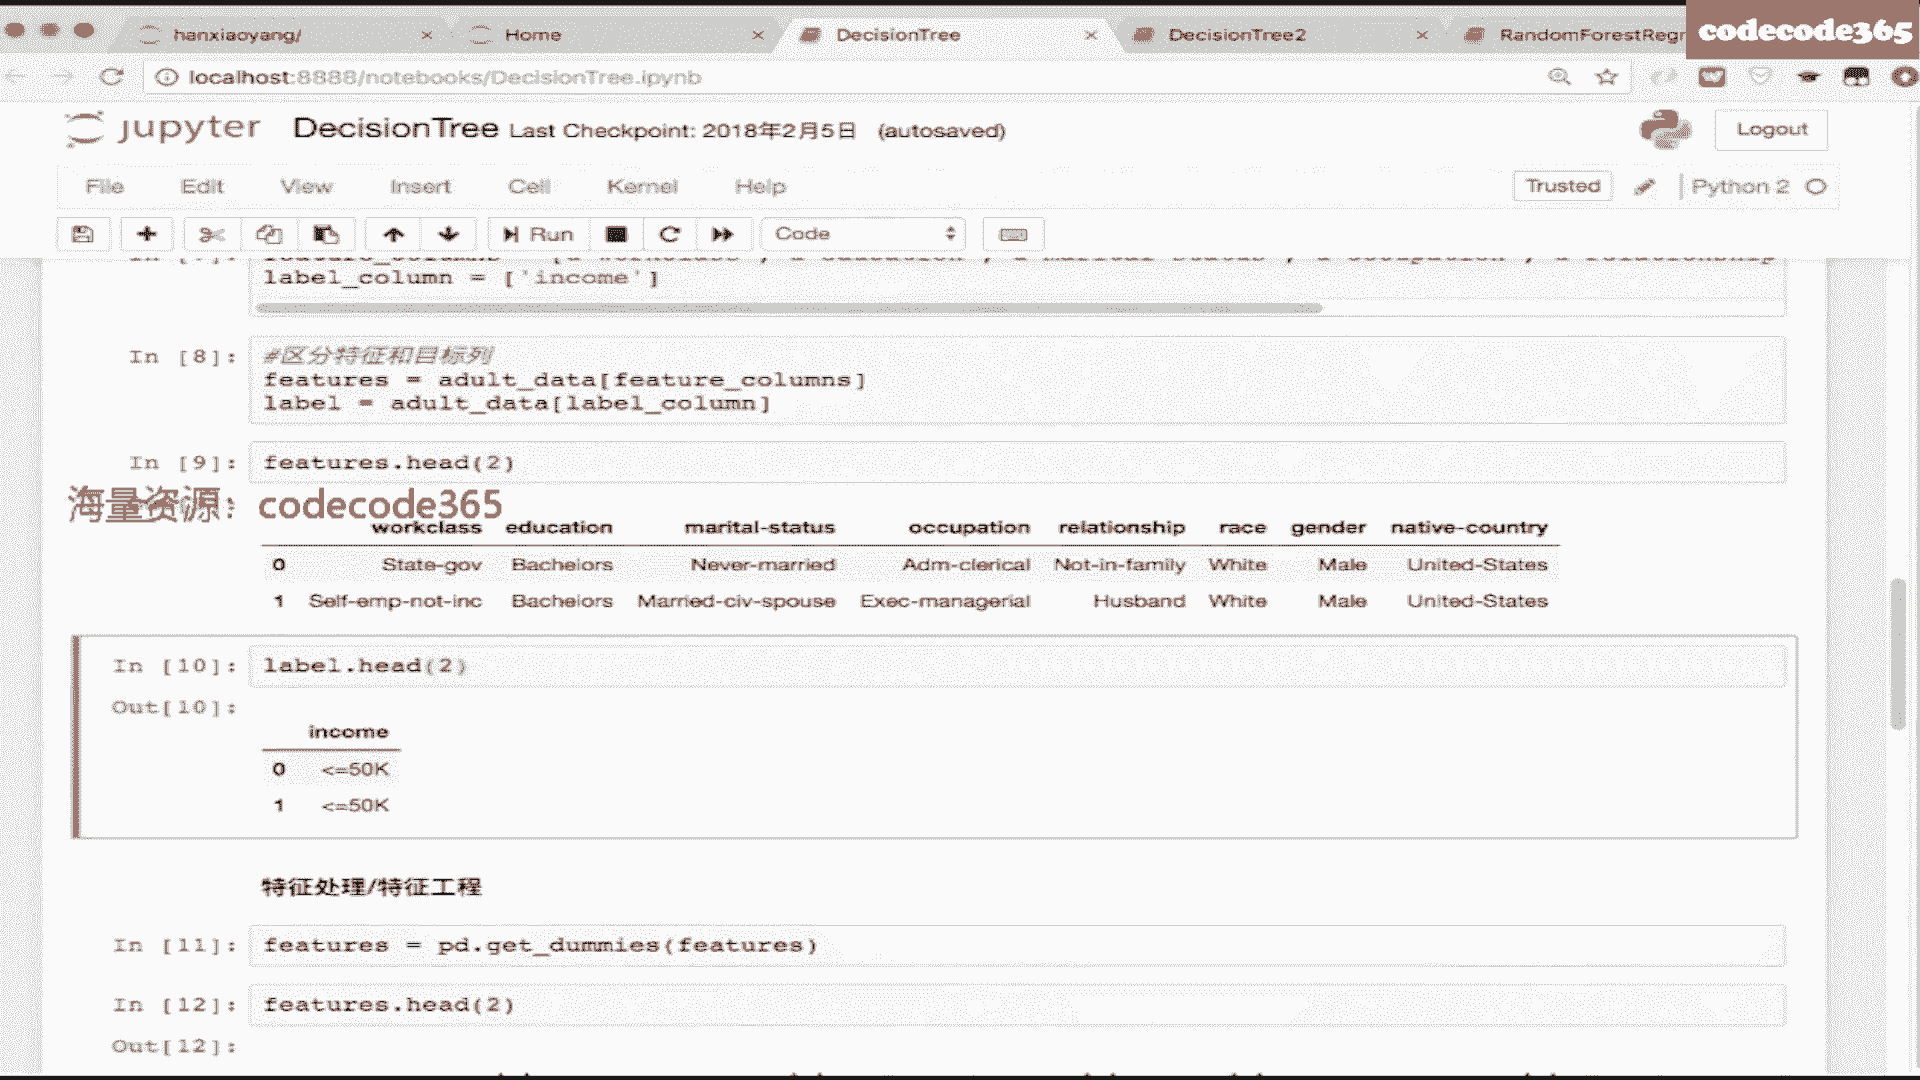 hanxiaoyang/ Home DecisionTree DecisionTree2 RandomForestRegr
codecode365
localhost:8888/notebooks/DecisionTree.ipynb
jupyter DecisionTree Last Checkpoint: 2018年2月5日 (autosaved) Logout
File Edit View Insert Cell Kernel Help Trusted Python 2
Run Code
label_column = ['income']
In [8]: #区分特征和目标列
features = adult_data[feature_columns]
label = adult_data[label_column]
In [9]: features.head(2)
海量资源: codecode365
workclass education marital-status occupation relationship race gender native-country
0 State-gov Bachelors Never-married Adm-clerical Not-in-family White Male United-States
1 Self-emp-not-inc Bachelors Married-civ-spouse Exec-managerial Husband White Male United-States
In [10]: label.head(2)
Out[10]:
income
0 <=50K
1 <=50K
特征处理/特征工程
In [11]: features = pd.get_dummies(features)
In [12]: features.head(2)
Out[12]: